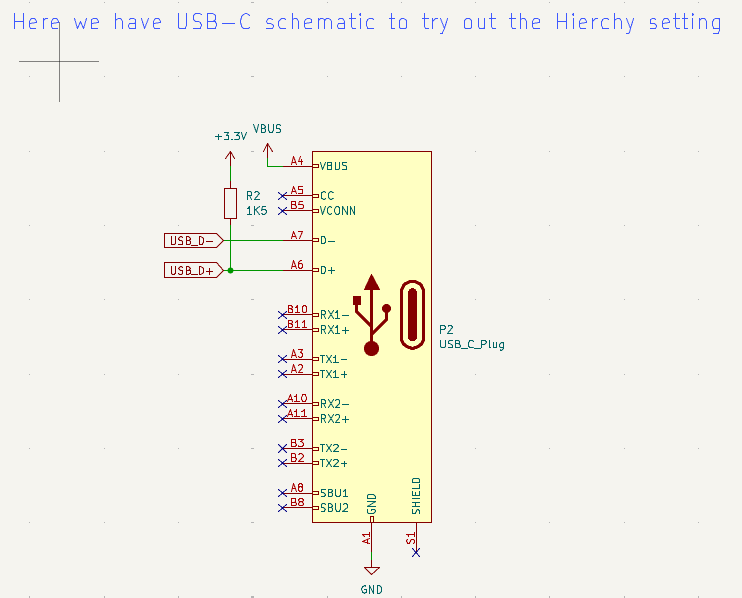 Here we have USB-C schematic to try out the Hierchy setting
+3.3V
VBUS
R2
1K5
USB_D-
USB_D+
A4 VBUS
A5 CC
B5 VCONN
A7 D-
A6 D+
B10 RX1-
B11 RX1+
A3 TX1-
A2 TX1+
A10 RX2-
A11 RX2+
B3 TX2-
B2 TX2+
A8 SBU1
B8 SBU2
GND
SHIELD
A1
S1
GND
P2
USB_C_Plug